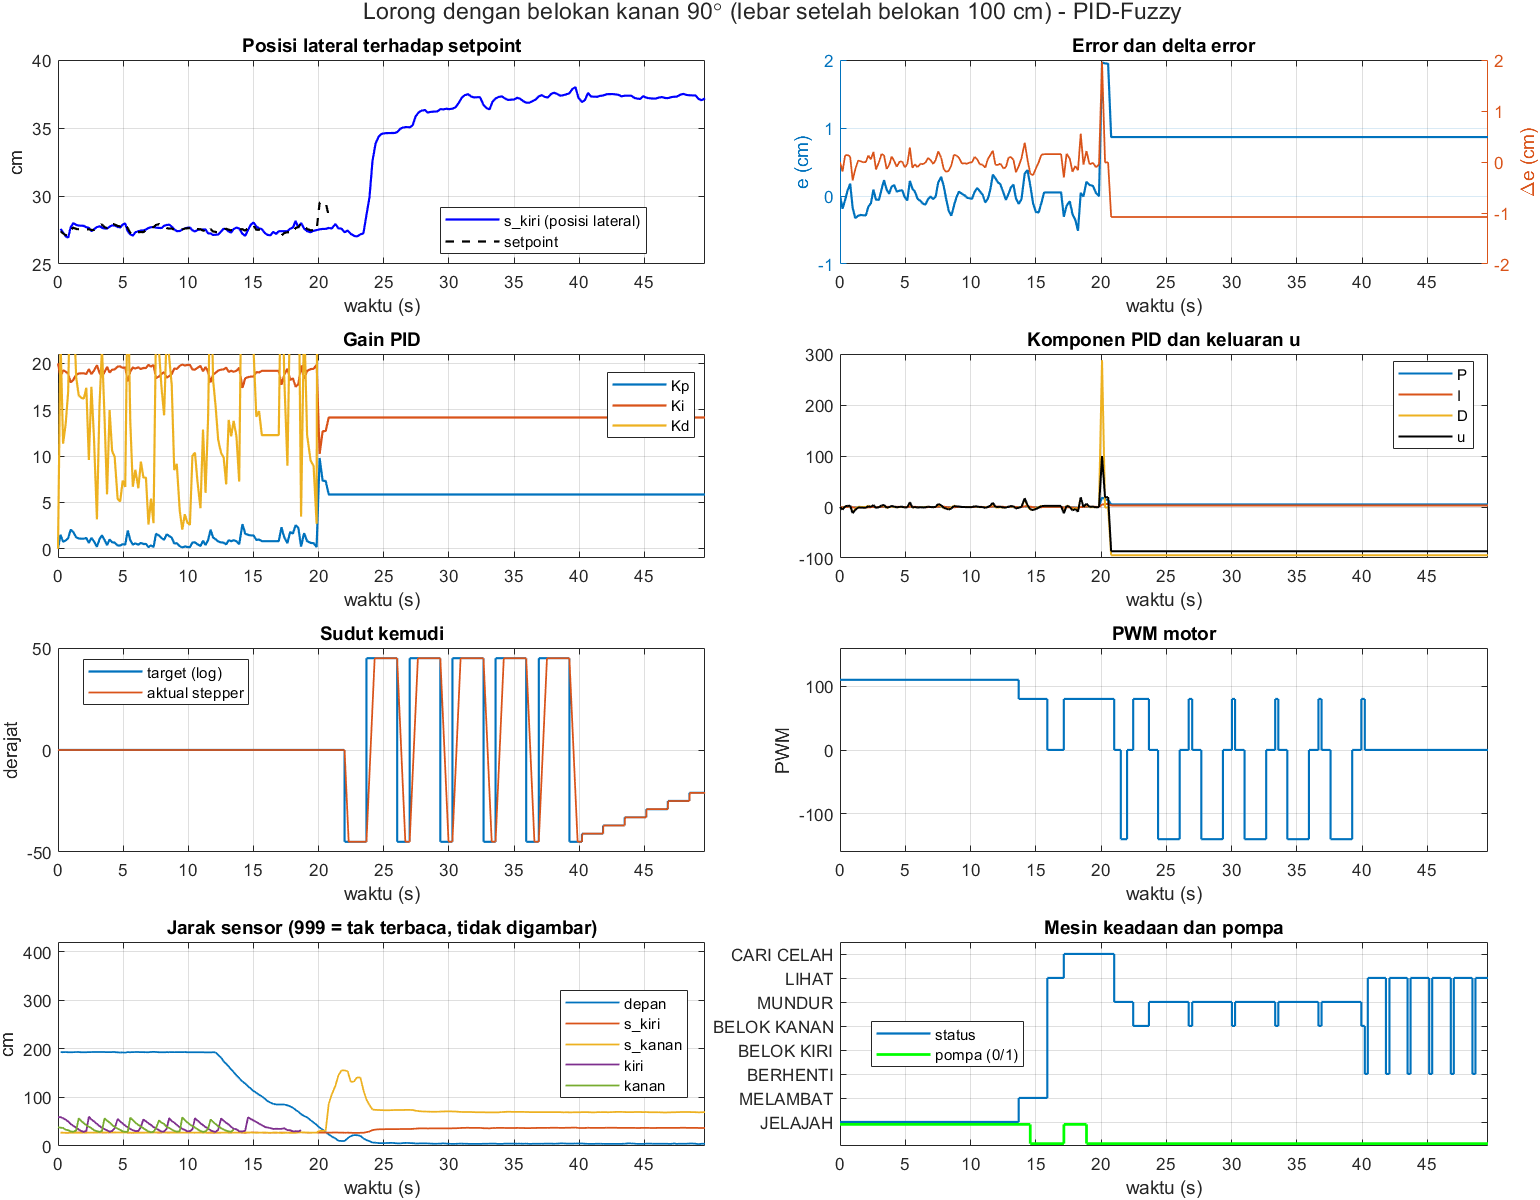 Lorong dengan belokan kanan 90° (lebar setelah belokan 100 cm) - PID-Fuzzy
Posisi lateral terhadap setpoint
40
35
30
25
cm
s_kiri (posisi lateral)
setpoint
0 5 10 15 20 25 30 35 40 45
waktu (s)
Error dan delta error
2
1
0
-1
e (cm)
2
1
0
-1
-2
Δe (cm)
0 5 10 15 20 25 30 35 40 45
waktu (s)
Gain PID
20
15
10
5
0
Kp
Ki
Kd
0 5 10 15 20 25 30 35 40 45
waktu (s)
Komponen PID dan keluaran u
300
200
100
0
-100
P
I
D
u
0 5 10 15 20 25 30 35 40 45
waktu (s)
Sudut kemudi
50
0
-50
derajat
target (log)
aktual stepper
0 5 10 15 20 25 30 35 40 45
waktu (s)
PWM motor
100
0
-100
PWM
0 5 10 15 20 25 30 35 40 45
waktu (s)
Jarak sensor (999 = tak terbaca, tidak digambar)
400
300
200
100
0
cm
depan
s_kiri
s_kanan
kiri
kanan
0 5 10 15 20 25 30 35 40 45
waktu (s)
Mesin keadaan dan pompa
CARI CELAH
LIHAT
MUNDUR
BELOK KANAN
BELOK KIRI
BERHENTI
MELAMBAT
JELAJAH
status
pompa (0/1)
0 5 10 15 20 25 30 35 40 45
waktu (s)